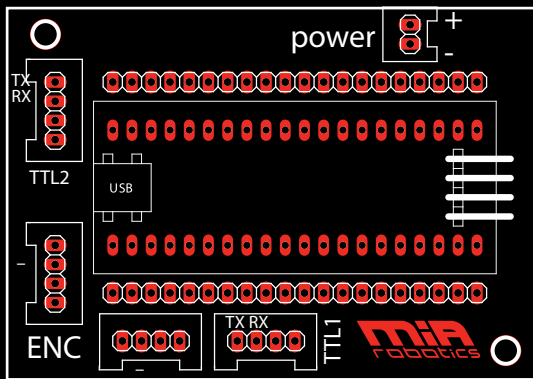 power
+
-
TX
RX
TTL2
USB
-
ENC
-
TX RX
TTL1
MiA
robotics